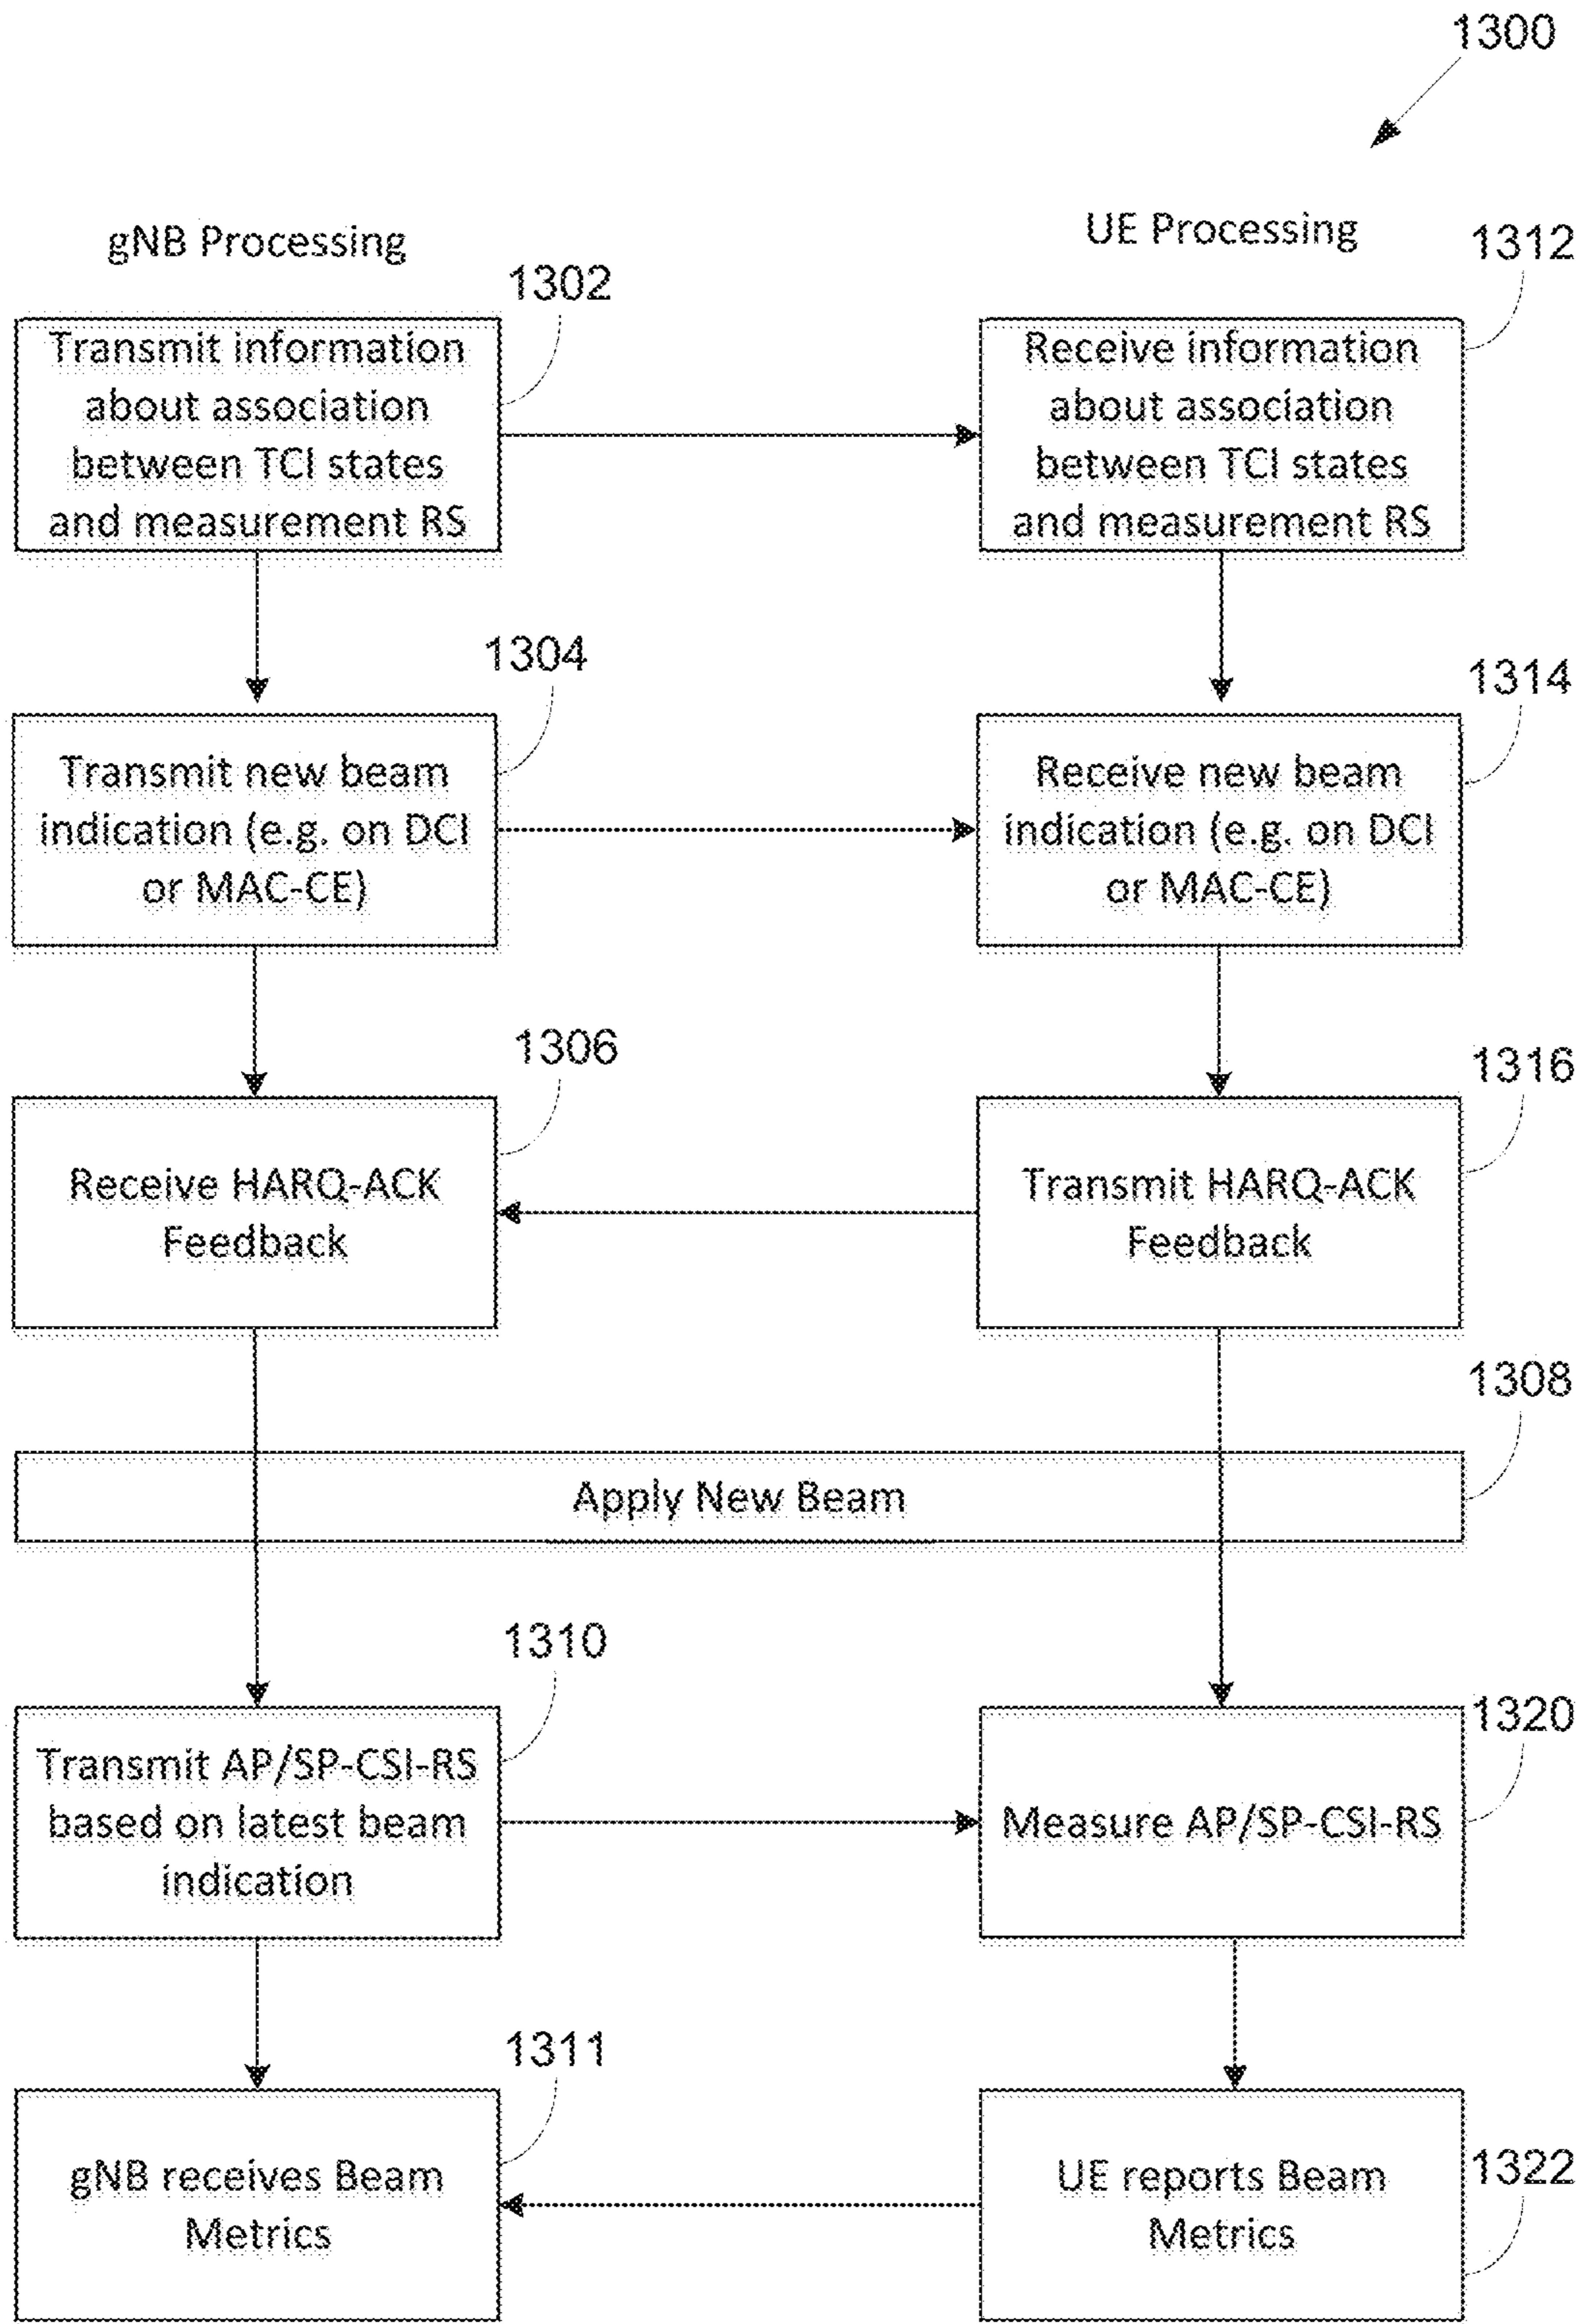 1300
gNB Processing
UE Processing
1302
1312
Transmit information
about association
between TCI states
and measurement RS
Receive information
about association
between TCI states
and measurement RS
1304
1314
Transmit new beam
indication (e.g. on DCI
or MAC-CE)
Receive new beam
indication (e.g. on DCI
or MAC-CE)
1306
1316
Receive HARQ-ACK
Feedback
Transmit HARQ-ACK
Feedback
1308
Apply New Beam
1310
1320
Transmit AP/SP-CSI-RS
based on latest beam
indication
Measure AP/SP-CSI-RS
1311
1322
gNB receives Beam
Metrics
UE reports Beam
Metrics